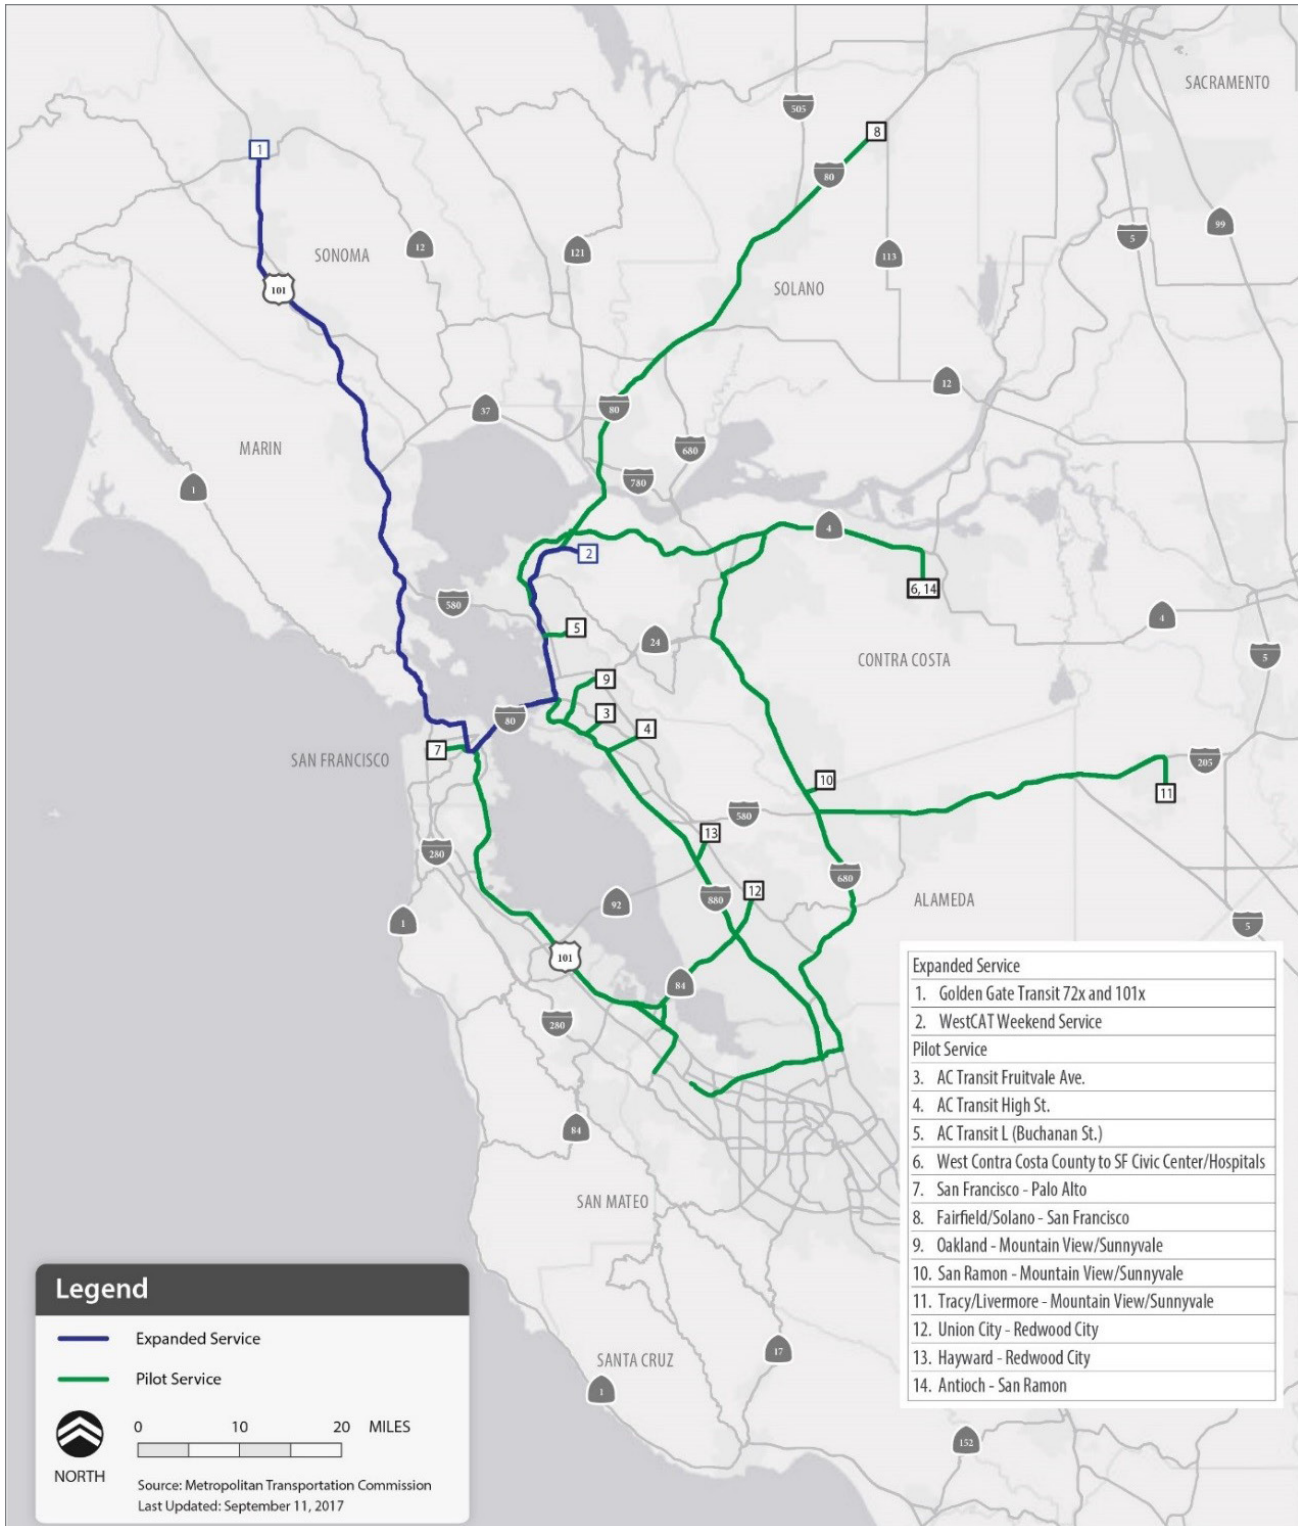 SACRAMENTO
505
8
1
80
99
12
5
SONOMA
121
113
101
SOLANO
12
80
37
MARIN
680
780
1
4
2
6, 14
580
4
5
24
5
CONTRA COSTA
9
3
80
4
7
SAN FRANCISCO
205
10
11
580
13
280
680
12
880
ALAMEDA
92
1
5
101
84
280
84
SAN MATEO
17
SANTA CRUZ
1
152
Expanded Service
1. Golden Gate Transit 72x and 101x
2. WestCAT Weekend Service
Pilot Service
3. AC Transit Fruitvale Ave.
4. AC Transit High St.
5. AC Transit L (Buchanan St.)
6. West Contra Costa County to SF Civic Center/Hospitals
7. San Francisco - Palo Alto
8. Fairfield/Solano - San Francisco
9. Oakland - Mountain View/Sunnyvale
10. San Ramon - Mountain View/Sunnyvale
11. Tracy/Livermore - Mountain View/Sunnyvale
12. Union City - Redwood City
13. Hayward - Redwood City
14. Antioch - San Ramon
Legend
Expanded Service
Pilot Service
0 10 20 MILES
NORTH
Source: Metropolitan Transportation Commission
Last Updated: September 11, 2017